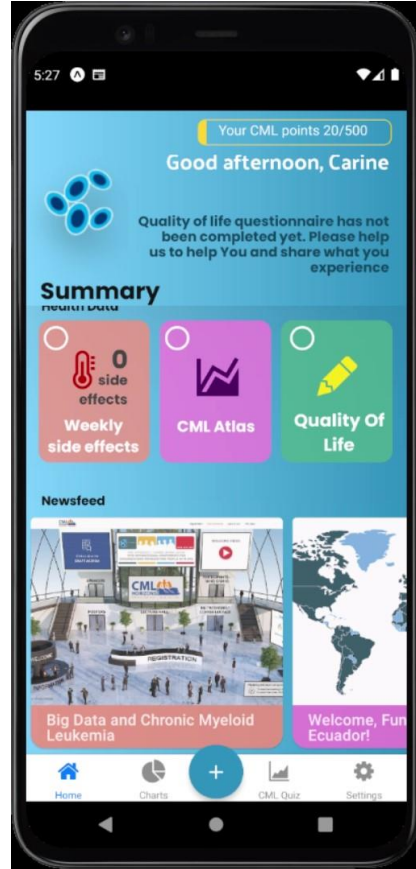 5:27
Your CML points 20/500
Good afternoon, Carine
Quality of life questionnaire has not
been completed yet. Please help
us to help You and share what you
experience
Summary
Health Data
0
side
effects
Weekly
side effects
CML Atlas
Quality Of
Life
Newsfeed
CML
REGISTRATION
Big Data and Chronic Myeloid
Leukemia
Welcome, Fun
Ecuador!
Home
Charts
+
CML Quiz
Settings